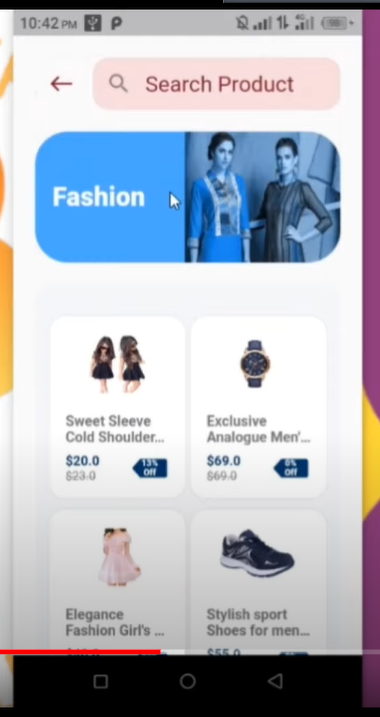 10:42 PM
Search Product
Fashion
Sweet Sleeve
Cold Shoulder...
$20.0
$23.0
13%
Off
Exclusive
Analogue Men'...
$69.0
$69.0
0%
Off
Elegance
Fashion Girl's ...
Stylish sport
Shoes for men...
$55.0